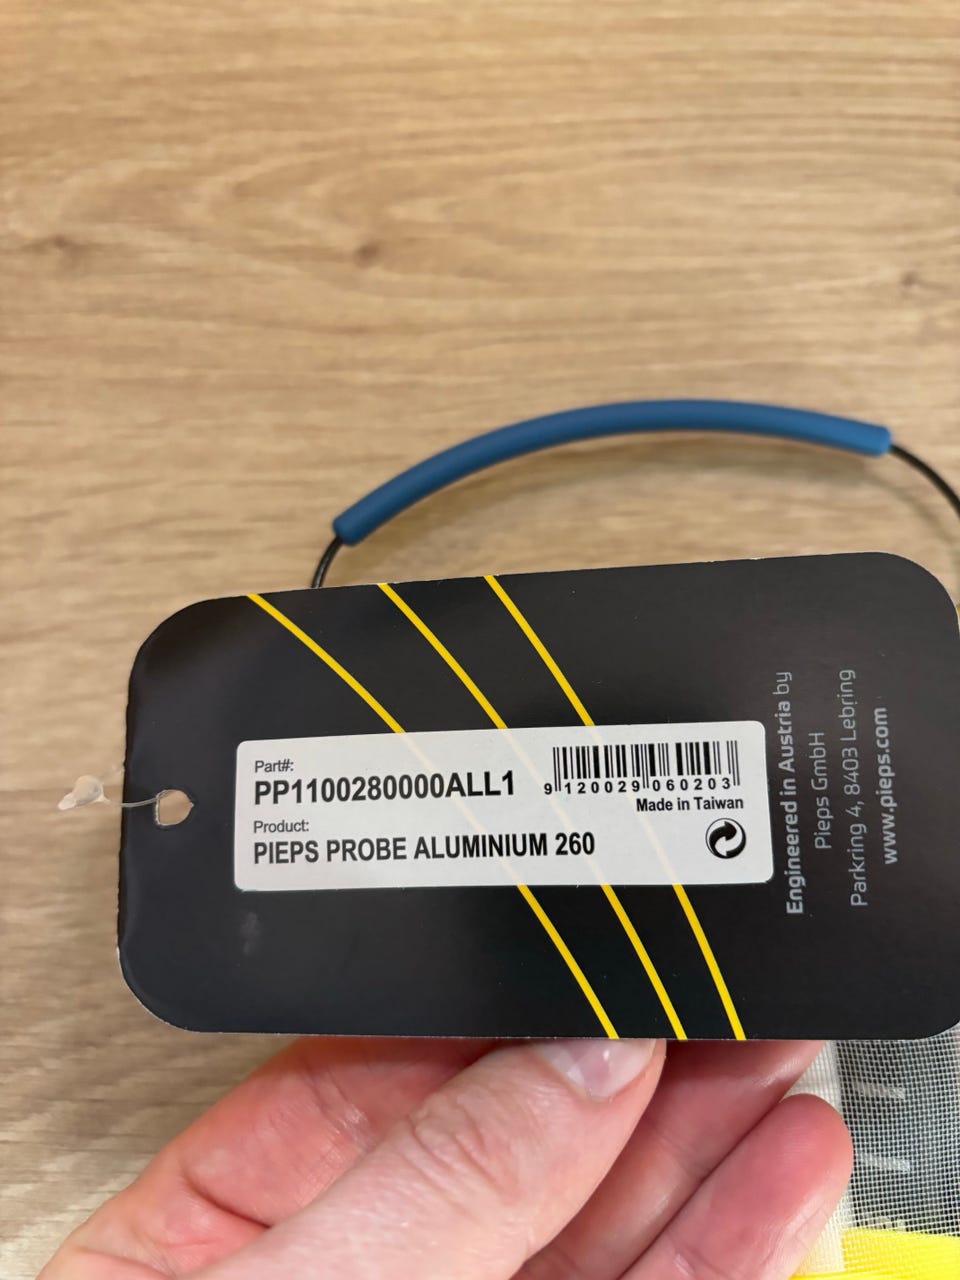 Part#:
PP1100280000ALL1
Product:
PIEPS PROBE ALUMINIUM 260
9 120029 060203
Made in Taiwan
Engineered in Austria by
Pieps GmbH
Parkring 4, 8403 Lebring
www.pieps.com